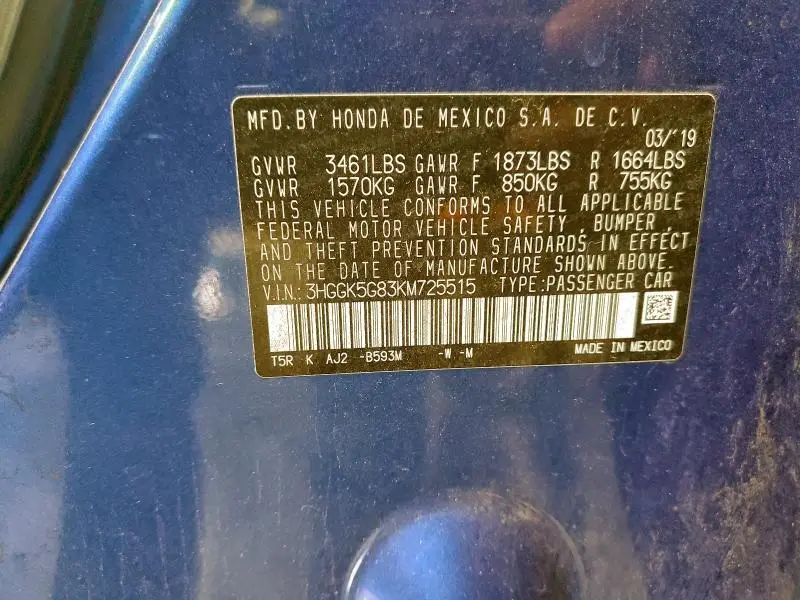 MFD.BY HONDA DE MEXICO S.A. DE C.V.
03/'19
GVWR 3461LBS GAWR F 1873LBS R 1664LBS
GVWR 1570KG GAWR F 850KG R 755KG
THIS VEHICLE CONFORMS TO ALL APPLICABLE
FEDERAL MOTOR VEHICLE SAFETY , BUMPER ,
AND THEFT PREVENTION STANDARDS IN EFFECT
ON THE DATE OF MANUFACTURE SHOWN ABOVE.
V.I.N.: 3HGGK5G83KM725515 TYPE:PASSENGER CAR
T5R K AJ2 -B593M -W -M MADE IN MEXICO